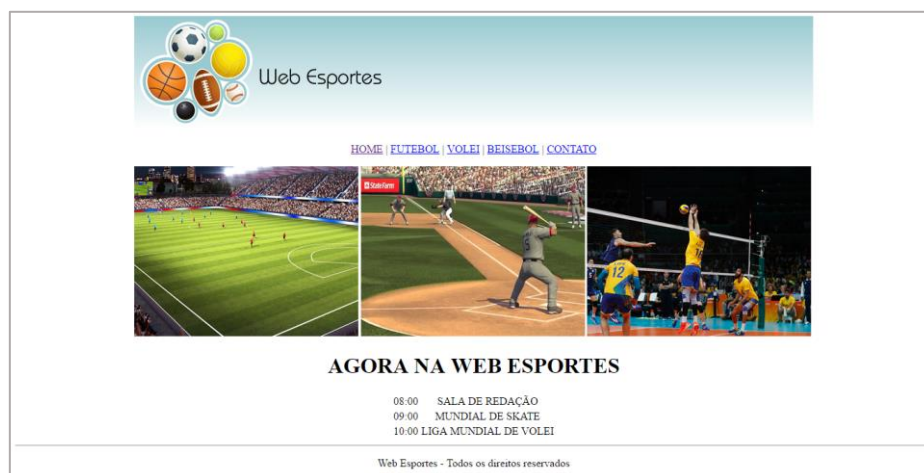 Web Esportes
HOME | FUTEBOL | VOLEI | BEISEBOL | CONTATO
State Farm
12
AGORA NA WEB ESPORTES
08:00 SALA DE REDAÇÃO
09:00 MUNDIAL DE SKATE
10:00 LIGA MUNDIAL DE VOLEI
Web Esportes - Todos os direitos reservados